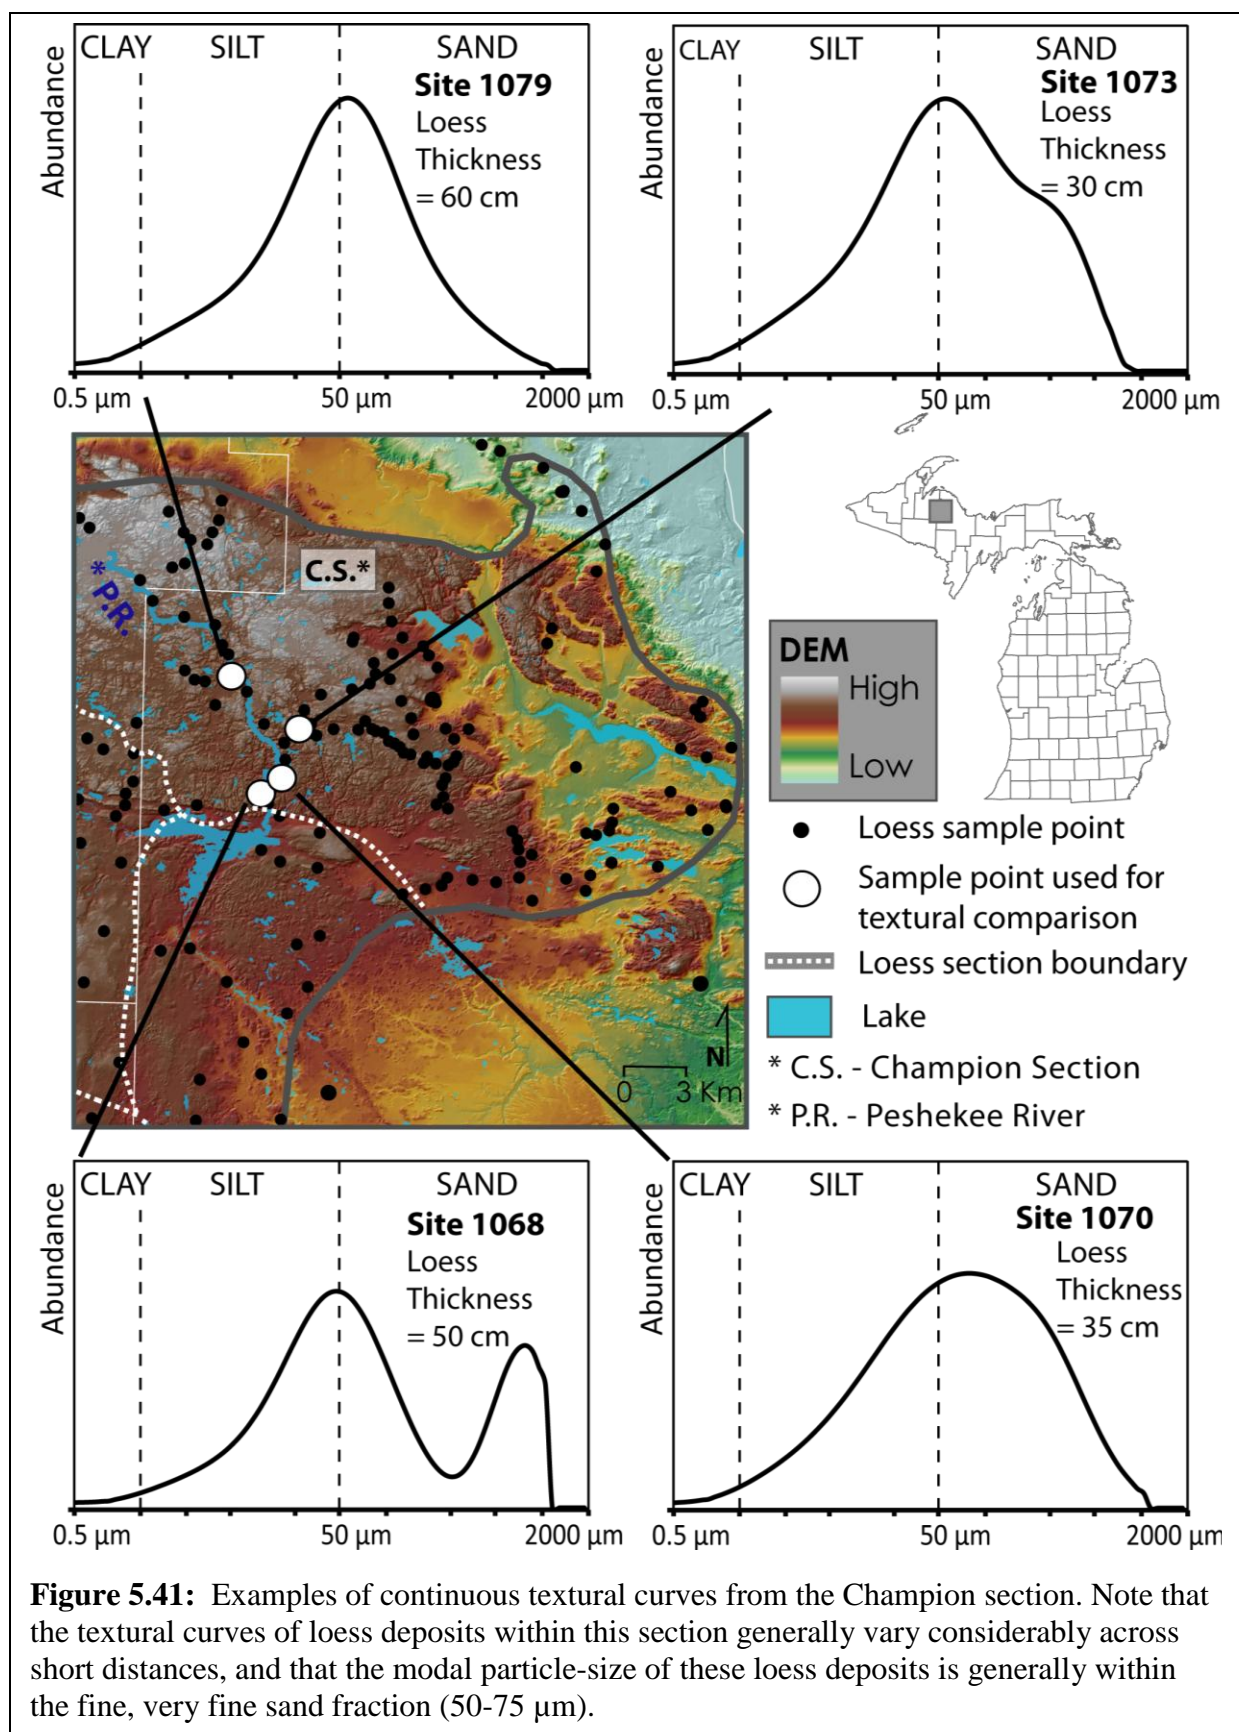 CLAY SILT SAND
Site 1079
Loess
Thickness
= 60 cm
Abundance
0.5 µm 50 µm 2000 µm
CLAY SILT SAND
Site 1073
Loess
Thickness
= 30 cm
Abundance
0.5 µm 50 µm 2000 µm
C.S.*
* P.R.
N
0 3 Km
DEM
High
Low
Loess sample point
Sample point used for
textural comparison
Loess section boundary
Lake
* C.S. - Champion Section
* P.R. - Peshekee River
CLAY SILT SAND
Site 1068
Loess
Thickness
= 50 cm
Abundance
0.5 µm 50 µm 2000 µm
CLAY SILT SAND
Site 1070
Loess
Thickness
= 35 cm
Abundance
0.5 µm 50 µm 2000 µm
Figure 5.41: Examples of continuous textural curves from the Champion section. Note that
the textural curves of loess deposits within this section generally vary considerably across
short distances, and that the modal particle-size of these loess deposits is generally within
the fine, very fine sand fraction (50-75 µm).